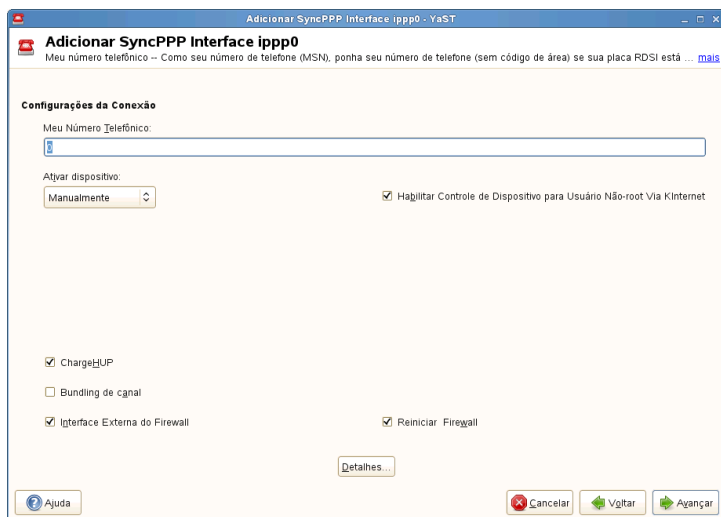 Adicionar SyncPPP Interface ippp0 - YaST
Adicionar SyncPPP Interface ippp0
Meu número telefônico -- Como seu número de telefone (MSN), ponha seu número de telefone (sem código de área) se sua placa RDSI está ... mais
Configurações da Conexão
Meu Número Telefônico:
0
Ativar dispositivo:
Manualmente
Habilitar Controle de Dispositivo para Usuário Não-root Via KInternet
ChargeHUP
Bundling de canal
Interface Externa do Firewall
Reiniciar Firewall
Detalhes...
Ajuda
Cancelar
Voltar
Avançar